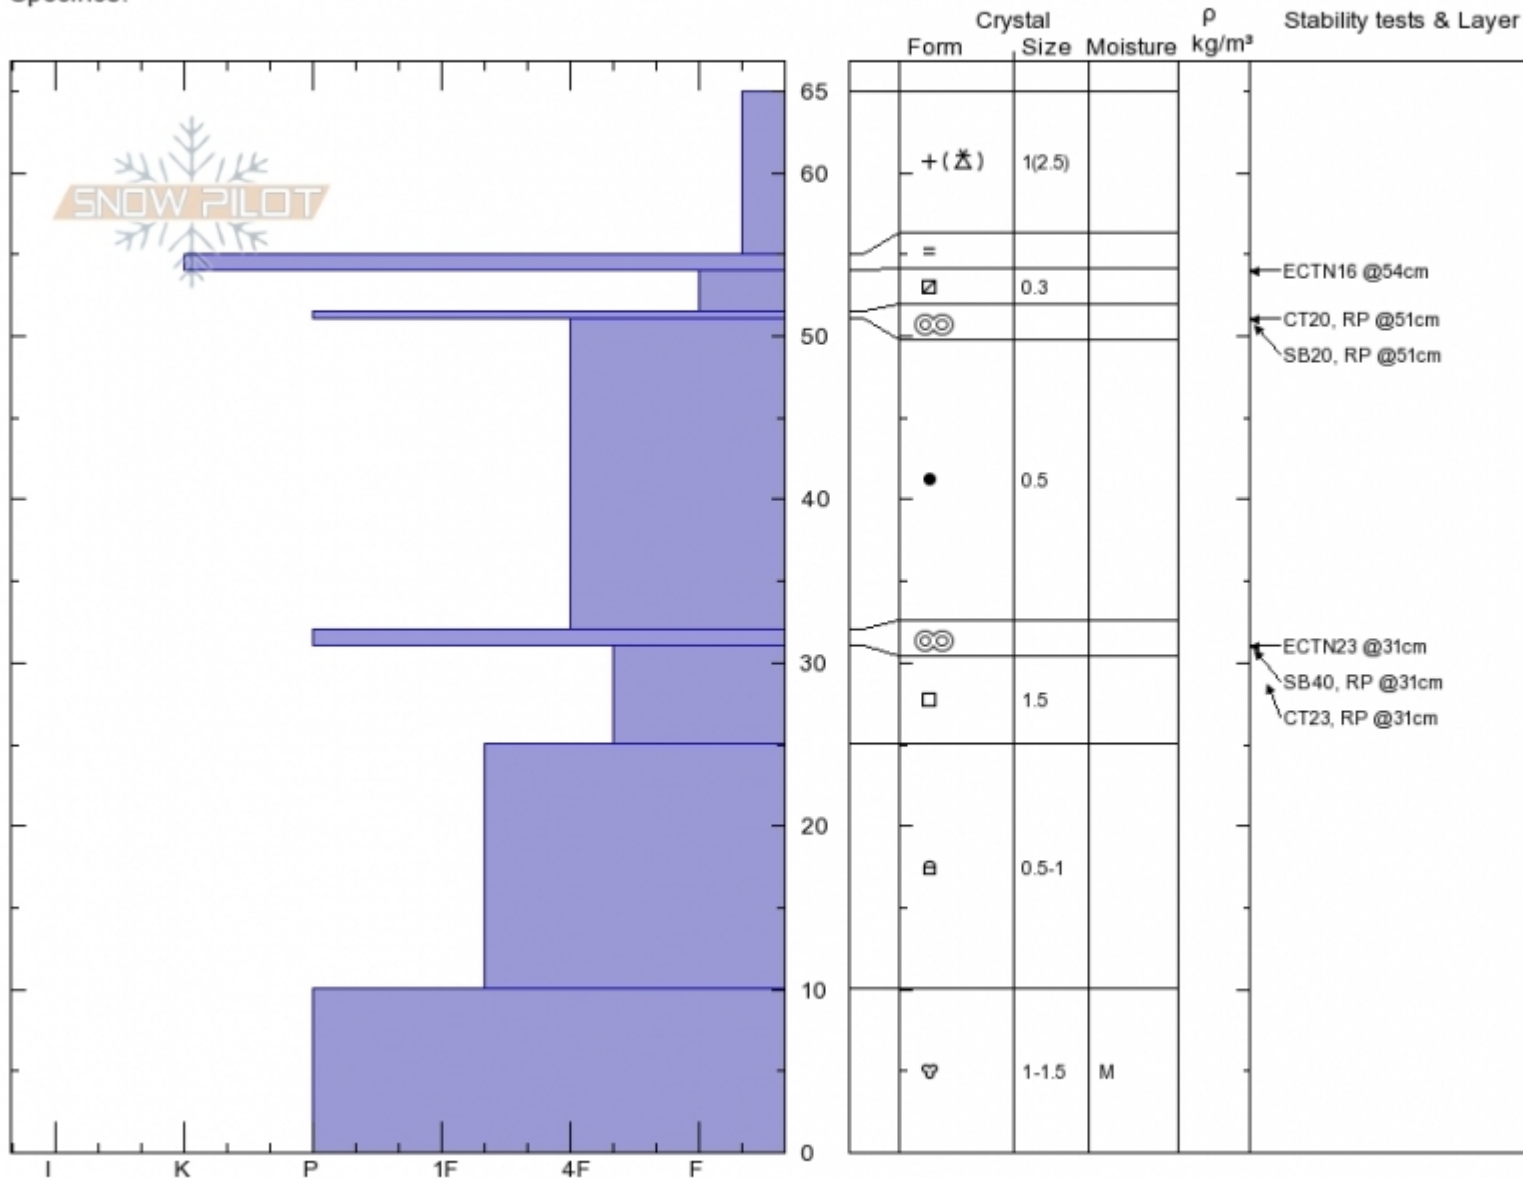 Crystal
ρ
Stability tests & Layer
Form
Size
Moisture
kg/m³
65
+ ( ) 1(2.5)
60
SNOW PILOT
=
ECTN16 @54cm
0.3
CT20, RP @51cm
50
SB20, RP @51cm
0.5
40
ECTN23 @31cm
30
SB40, RP @31cm
1.5
CT23, RP @31cm
20
0.5-1
10
1-1.5 M
0
I K P 1F 4F F